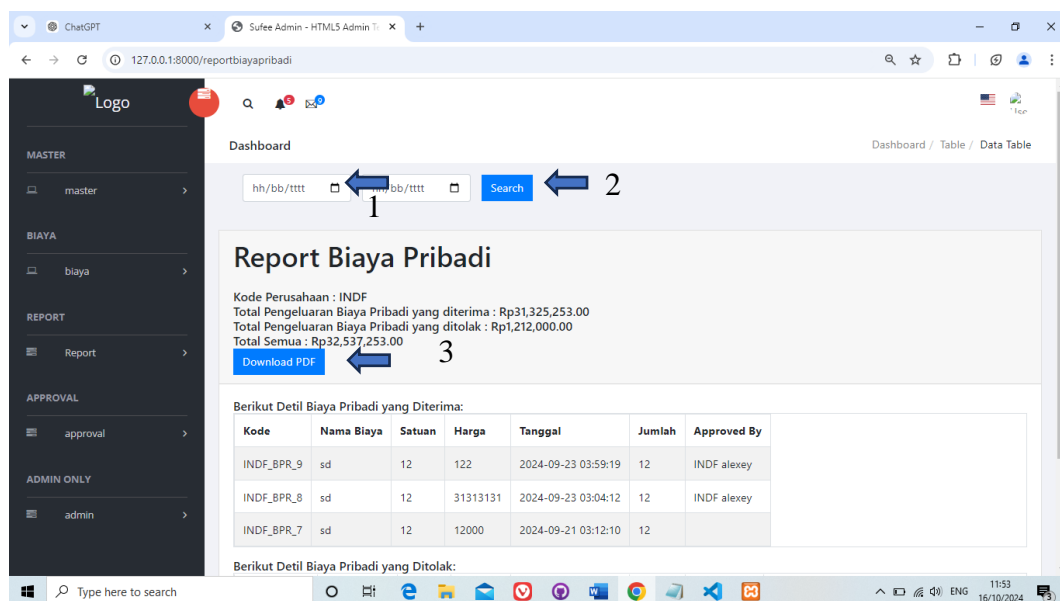 ChatGPT
Sufee Admin - HTML5 Admin Te
127.0.0.1:8000/reportbiayapribadi
Logo
5 9
Dashboard
Dashboard / Table / Data Table
MASTER
master
BIAYA
biaya
REPORT
Report
APPROVAL
approval
ADMIN ONLY
admin
hh/bb/tttt
bb/tttt
Search
1
2
Report Biaya Pribadi
Kode Perusahaan : INDF
Total Pengeluaran Biaya Pribadi yang diterima : Rp31,325,253.00
Total Pengeluaran Biaya Pribadi yang ditolak : Rp1,212,000.00
Total Semua : Rp32,537,253.00
Download PDF
3
Berikut Detil Biaya Pribadi yang Diterima:
Kode Nama Biaya Satuan Harga Tanggal Jumlah Approved By
INDF_BPR_9 sd 12 122 2024-09-23 03:59:19 12 INDF alexey
INDF_BPR_8 sd 12 31313131 2024-09-23 03:04:12 12 INDF alexey
INDF_BPR_7 sd 12 12000 2024-09-21 03:12:10 12
Berikut Detil Biaya Pribadi yang Ditolak:
Type here to search
ENG
11:53
16/10/2024